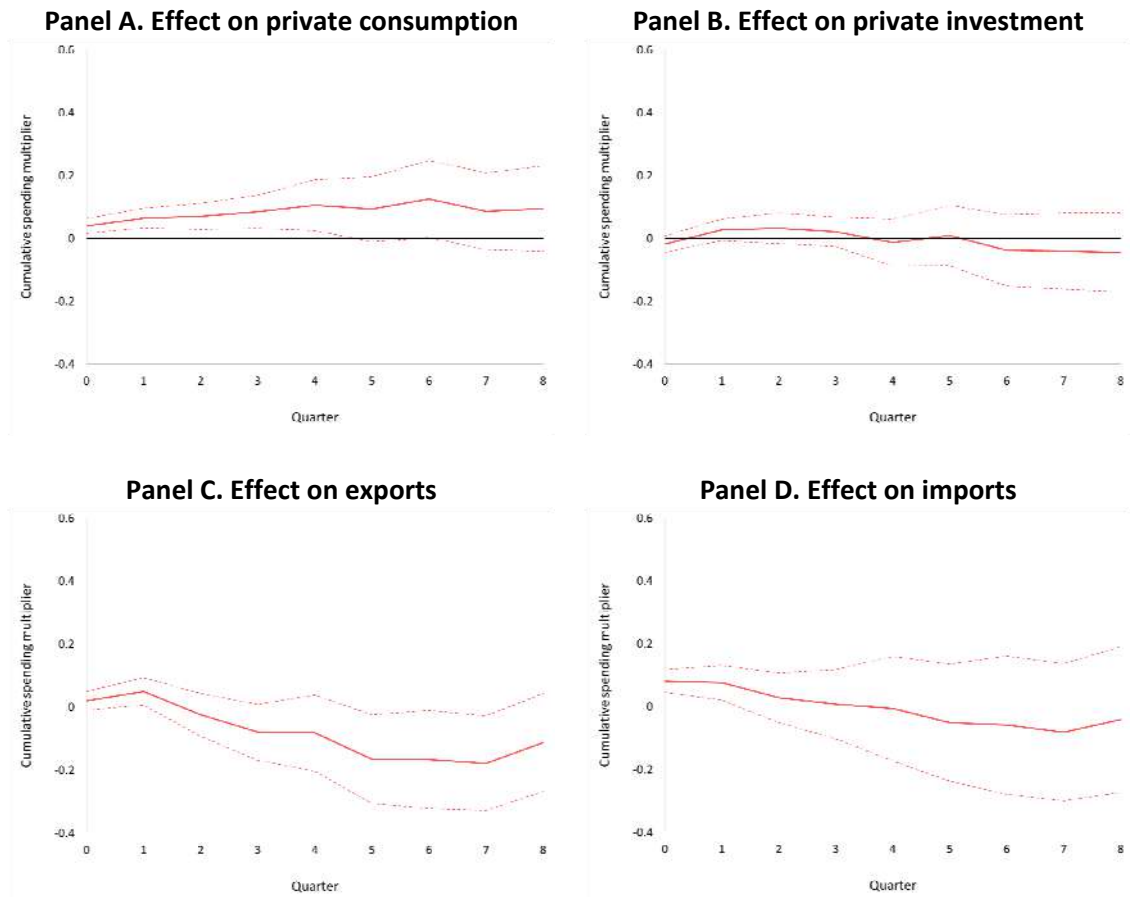 Panel A. Effect on private consumption
0.6
0.4
0.2
0
-0.2
-0.4
Cumulative spending multiplier
0 1 2 3 4 5 6 7 8
Quarter
Panel B. Effect on private investment
0.6
0.4
0.2
0
-0.2
-0.4
Cumulative spending multiplier
0 1 2 3 4 5 6 7 8
Quarter
Panel C. Effect on exports
0.6
0.4
0.2
0
-0.2
-0.4
Cumulative spending multiplier
0 1 2 3 4 5 6 7 8
Quarter
Panel D. Effect on imports
0.6
0.4
0.2
0
-0.2
-0.4
Cumulative spending multiplier
0 1 2 3 4 5 6 7 8
Quarter